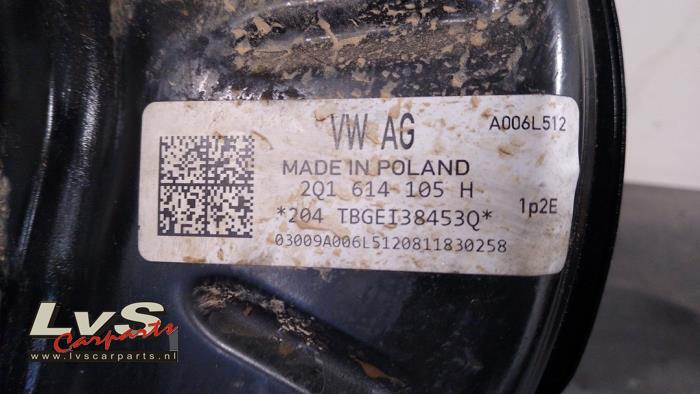 VW AG
A006L512
MADE IN POLAND
2Q1 614 105 H
*204 TBGEI38453Q*
1p2E
03009A006L5120811830258
LvS
Carparts
www.lvscarparts.nl